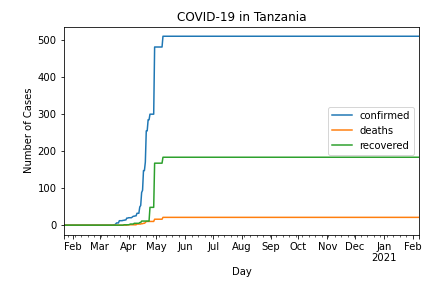 COVID-19 in Tanzania
Number of Cases
500
400
300
200
100
0
confirmed
deaths
recovered
Feb Mar Apr May Jun Jul Aug Sep Oct Nov Dec Jan Feb
2021
Day